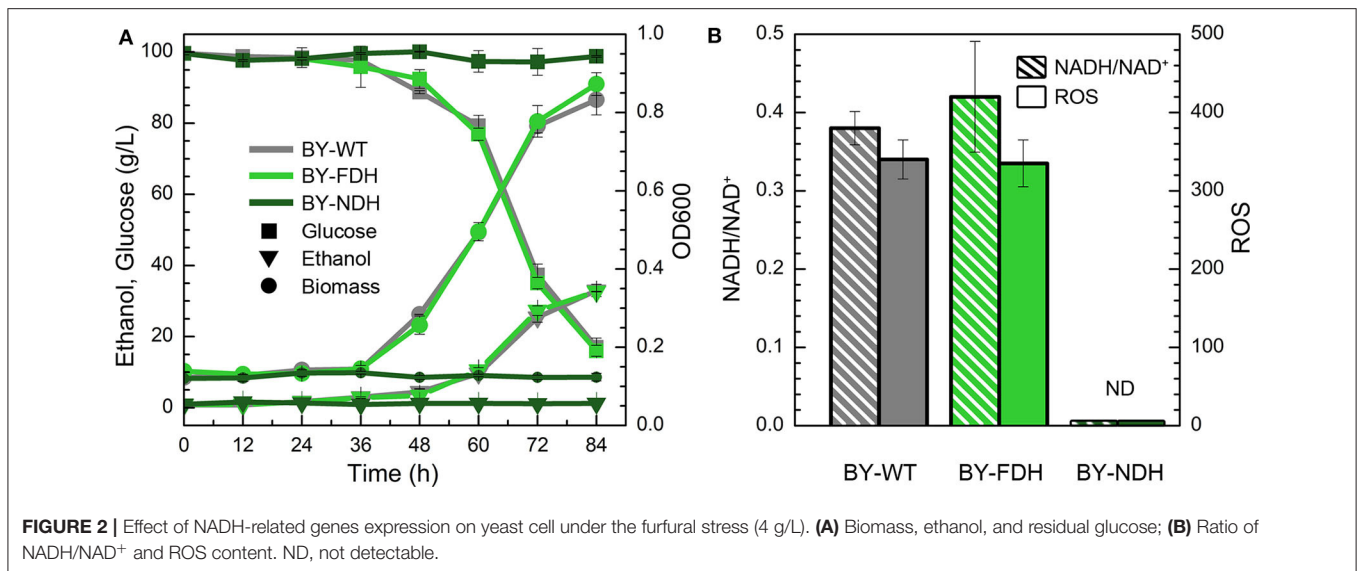 A
Ethanol, Glucose (g/L)
100
80
60
40
20
0
BY-WT
BY-FDH
BY-NDH
Glucose
Ethanol
Biomass
1.0
0.8
0.6
0.4
0.2
0.0
OD600
0 12 24 36 48 60 72 84
Time (h)
B
NADH/NAD+
0.5
0.4
0.3
0.2
0.1
0.0
NADH/NAD+
ROS
ND
500
400
300
200
100
0
ROS
BY-WT BY-FDH BY-NDH
FIGURE 2 | Effect of NADH-related genes expression on yeast cell under the furfural stress (4 g/L). (A) Biomass, ethanol, and residual glucose; (B) Ratio of
NADH/NAD+ and ROS content. ND, not detectable.